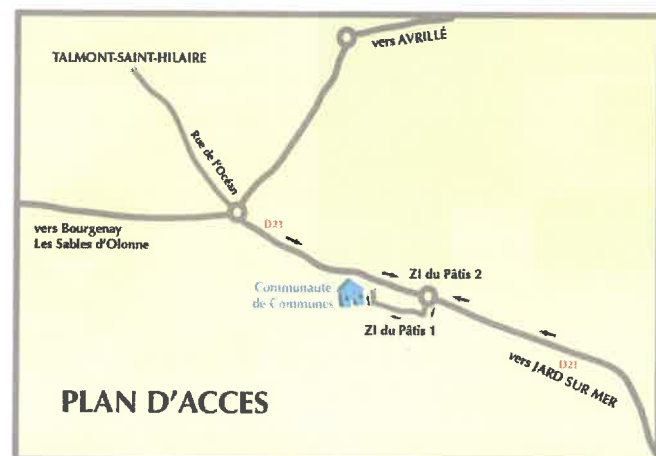 vers AVRILLÉ
TALMONT-SAINT-HILAIRE
Rue de l'Océan
vers Bourgenay
Les Sables d'Olonne
D21
ZI du Pâtis 2
Communauté
de Communes
ZI du Pâtis 1
vers JARD SUR MER
D21
PLAN D'ACCES